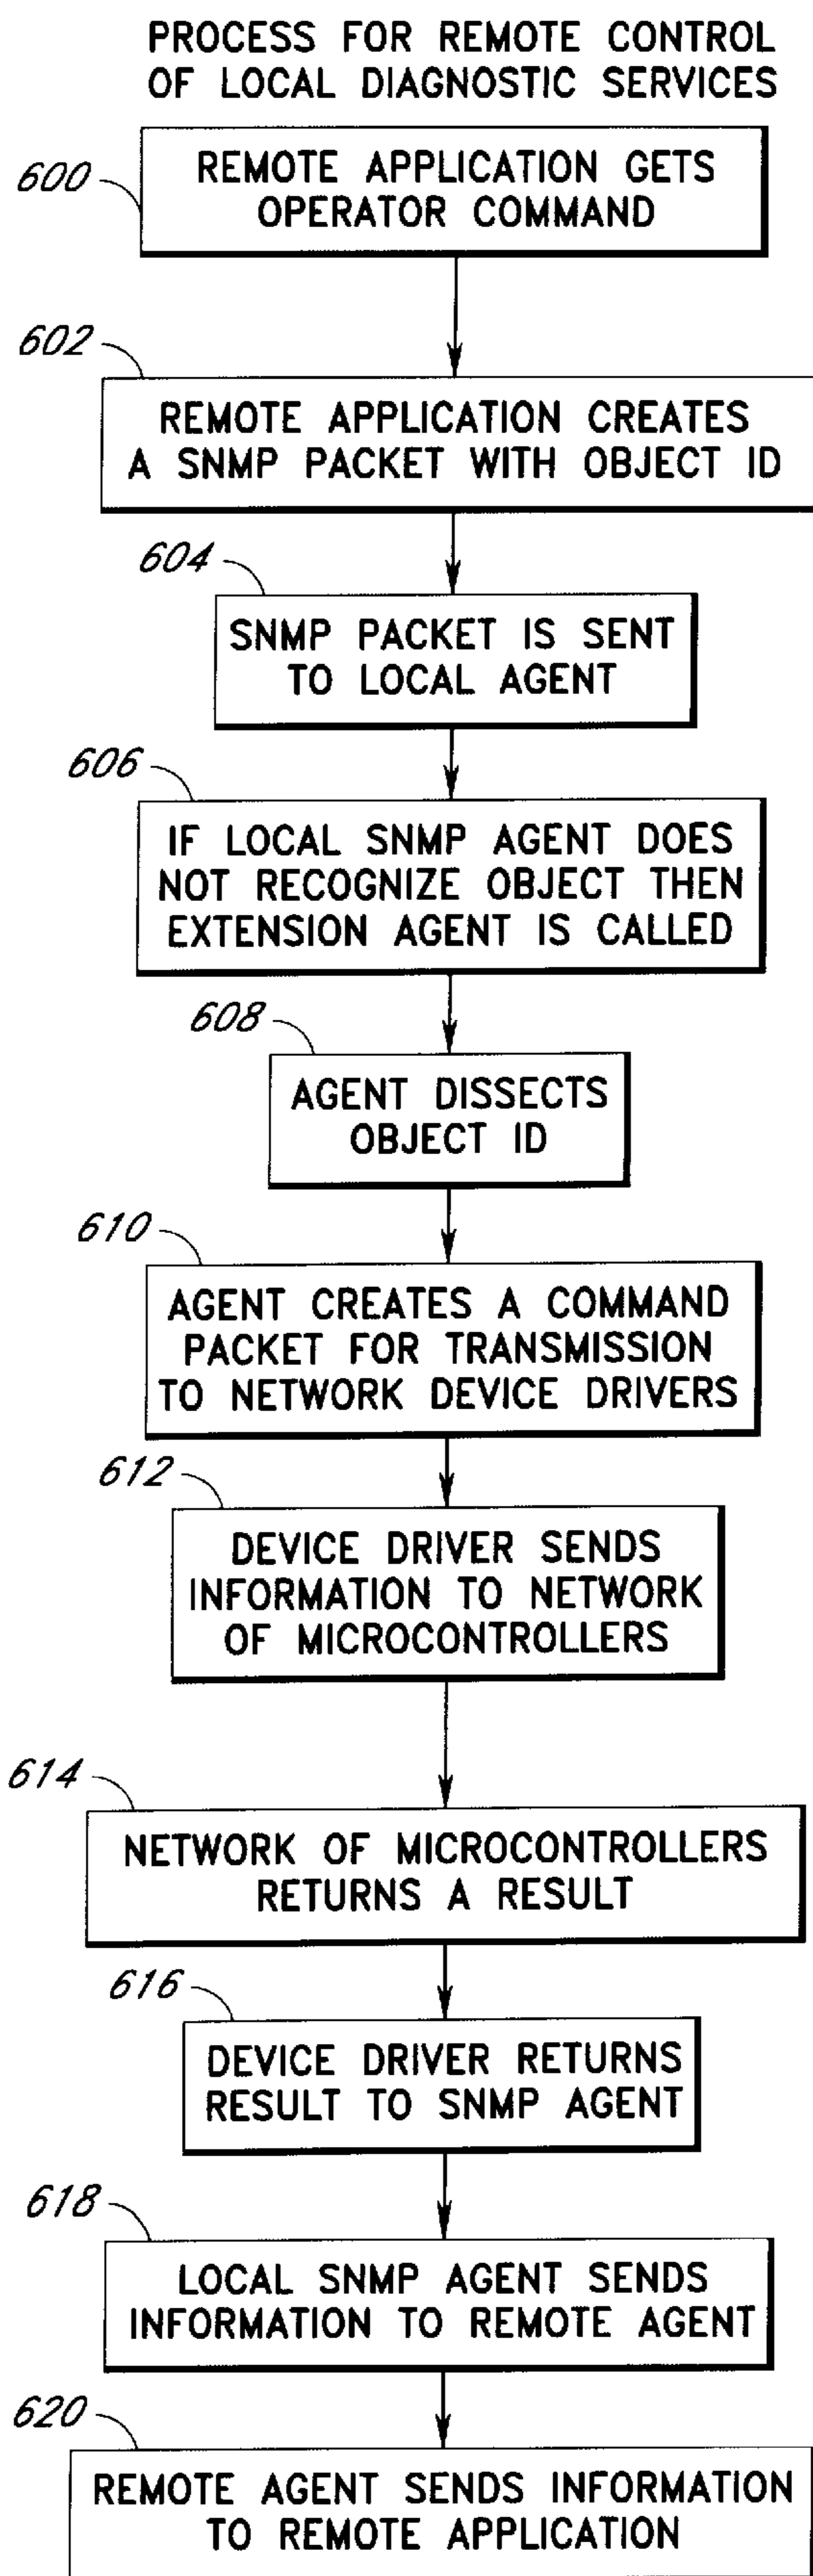 PROCESS FOR REMOTE CONTROL
OF LOCAL DIAGNOSTIC SERVICES
600
REMOTE APPLICATION GETS
OPERATOR COMMAND
602
REMOTE APPLICATION CREATES
A SNMP PACKET WITH OBJECT ID
604
SNMP PACKET IS SENT
TO LOCAL AGENT
606
IF LOCAL SNMP AGENT DOES
NOT RECOGNIZE OBJECT THEN
EXTENSION AGENT IS CALLED
608
AGENT DISSECTS
OBJECT ID
610
AGENT CREATES A COMMAND
PACKET FOR TRANSMISSION
TO NETWORK DEVICE DRIVERS
612
DEVICE DRIVER SENDS
INFORMATION TO NETWORK
OF MICROCONTROLLERS
614
NETWORK OF MICROCONTROLLERS
RETURNS A RESULT
616
DEVICE DRIVER RETURNS
RESULT TO SNMP AGENT
618
LOCAL SNMP AGENT SENDS
INFORMATION TO REMOTE AGENT
620
REMOTE AGENT SENDS INFORMATION
TO REMOTE APPLICATION